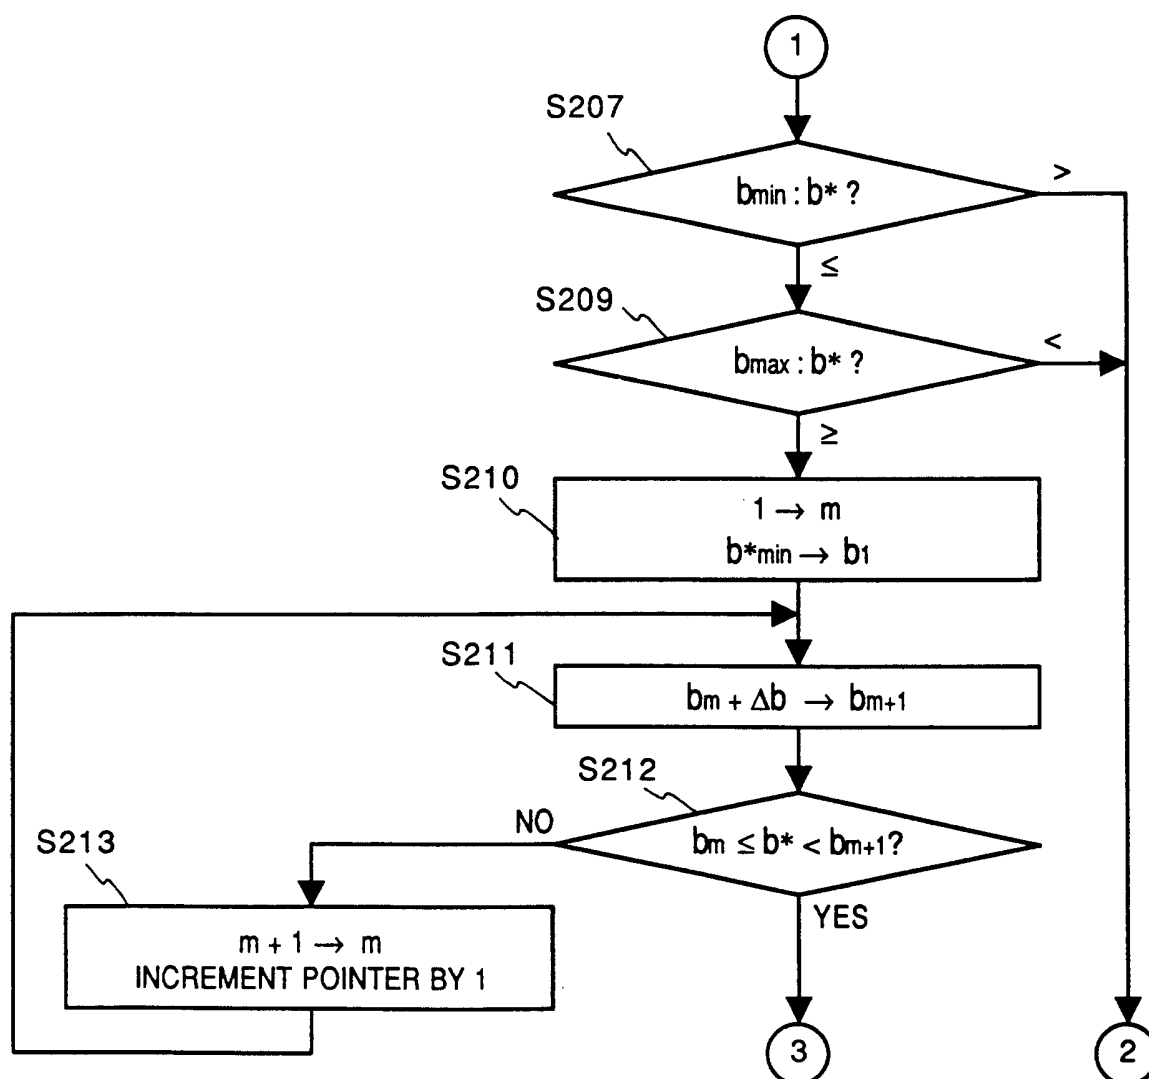 1
S207
bmin : b* ?
>
≤
S209
bmax : b* ?
<
≥
S210
1 → m
b*min → b1
S211
bm + Δb → bm+1
S212
bm ≤ b* < bm+1?
NO
YES
S213
m + 1 → m
INCREMENT POINTER BY 1
3
2